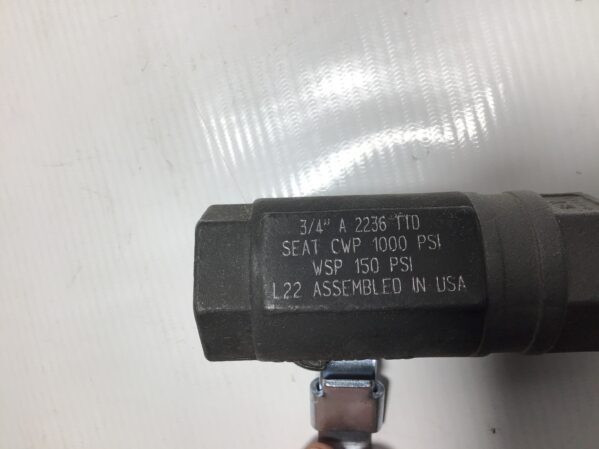 3/4" A 2236 TTD
SEAT CWP 1000 PSI
WSP 150 PSI
L22 ASSEMBLED IN USA